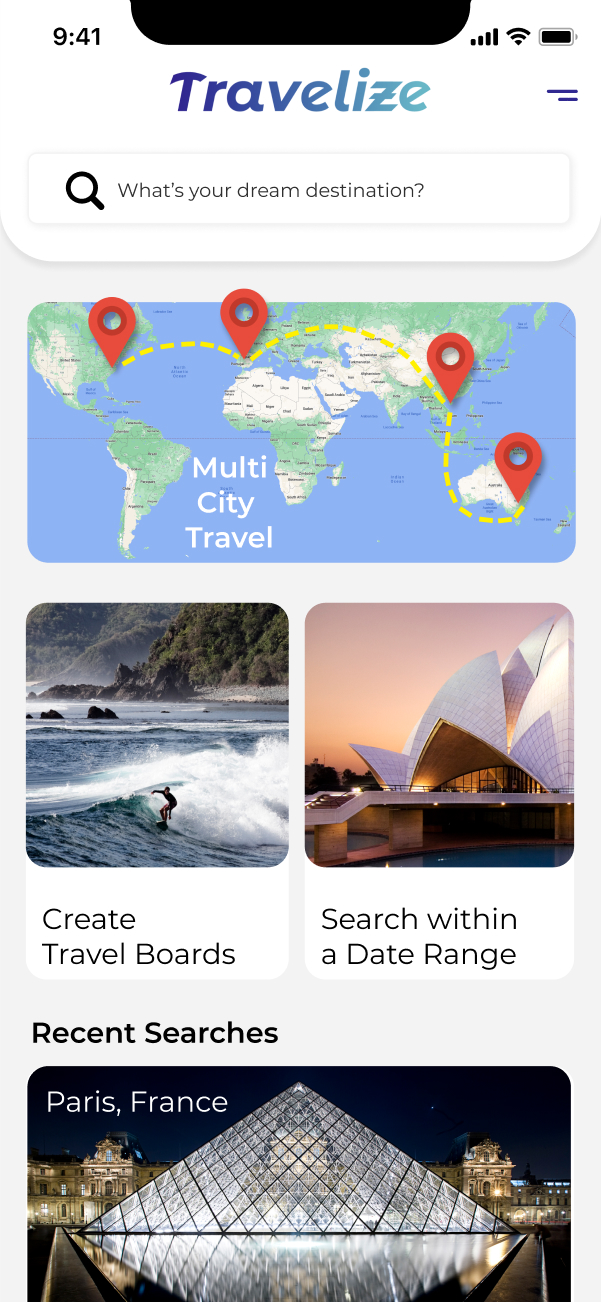 9:41
Travelize
What's your dream destination?
Multi
City
Travel
Create
Travel Boards
Search within
a Date Range
Recent Searches
Paris, France